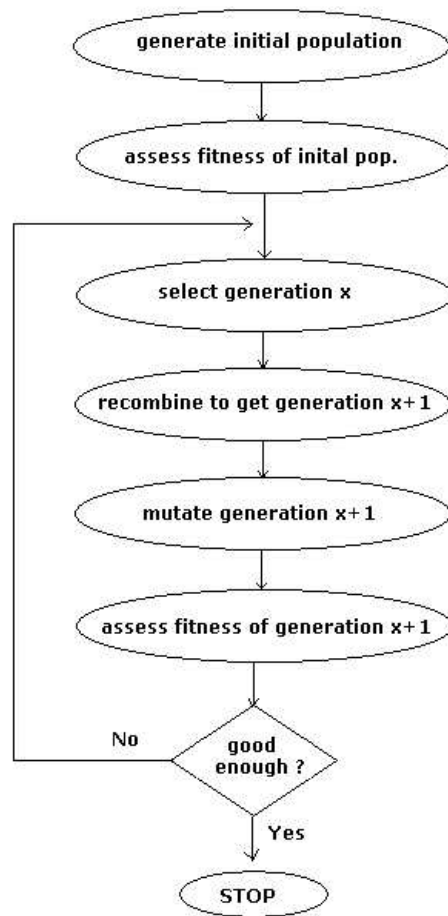 generate initial population
assess fitness of inital pop.
select generation x
recombine to get generation x+1
mutate generation x+1
assess fitness of generation x+1
No
good
enough ?
Yes
STOP